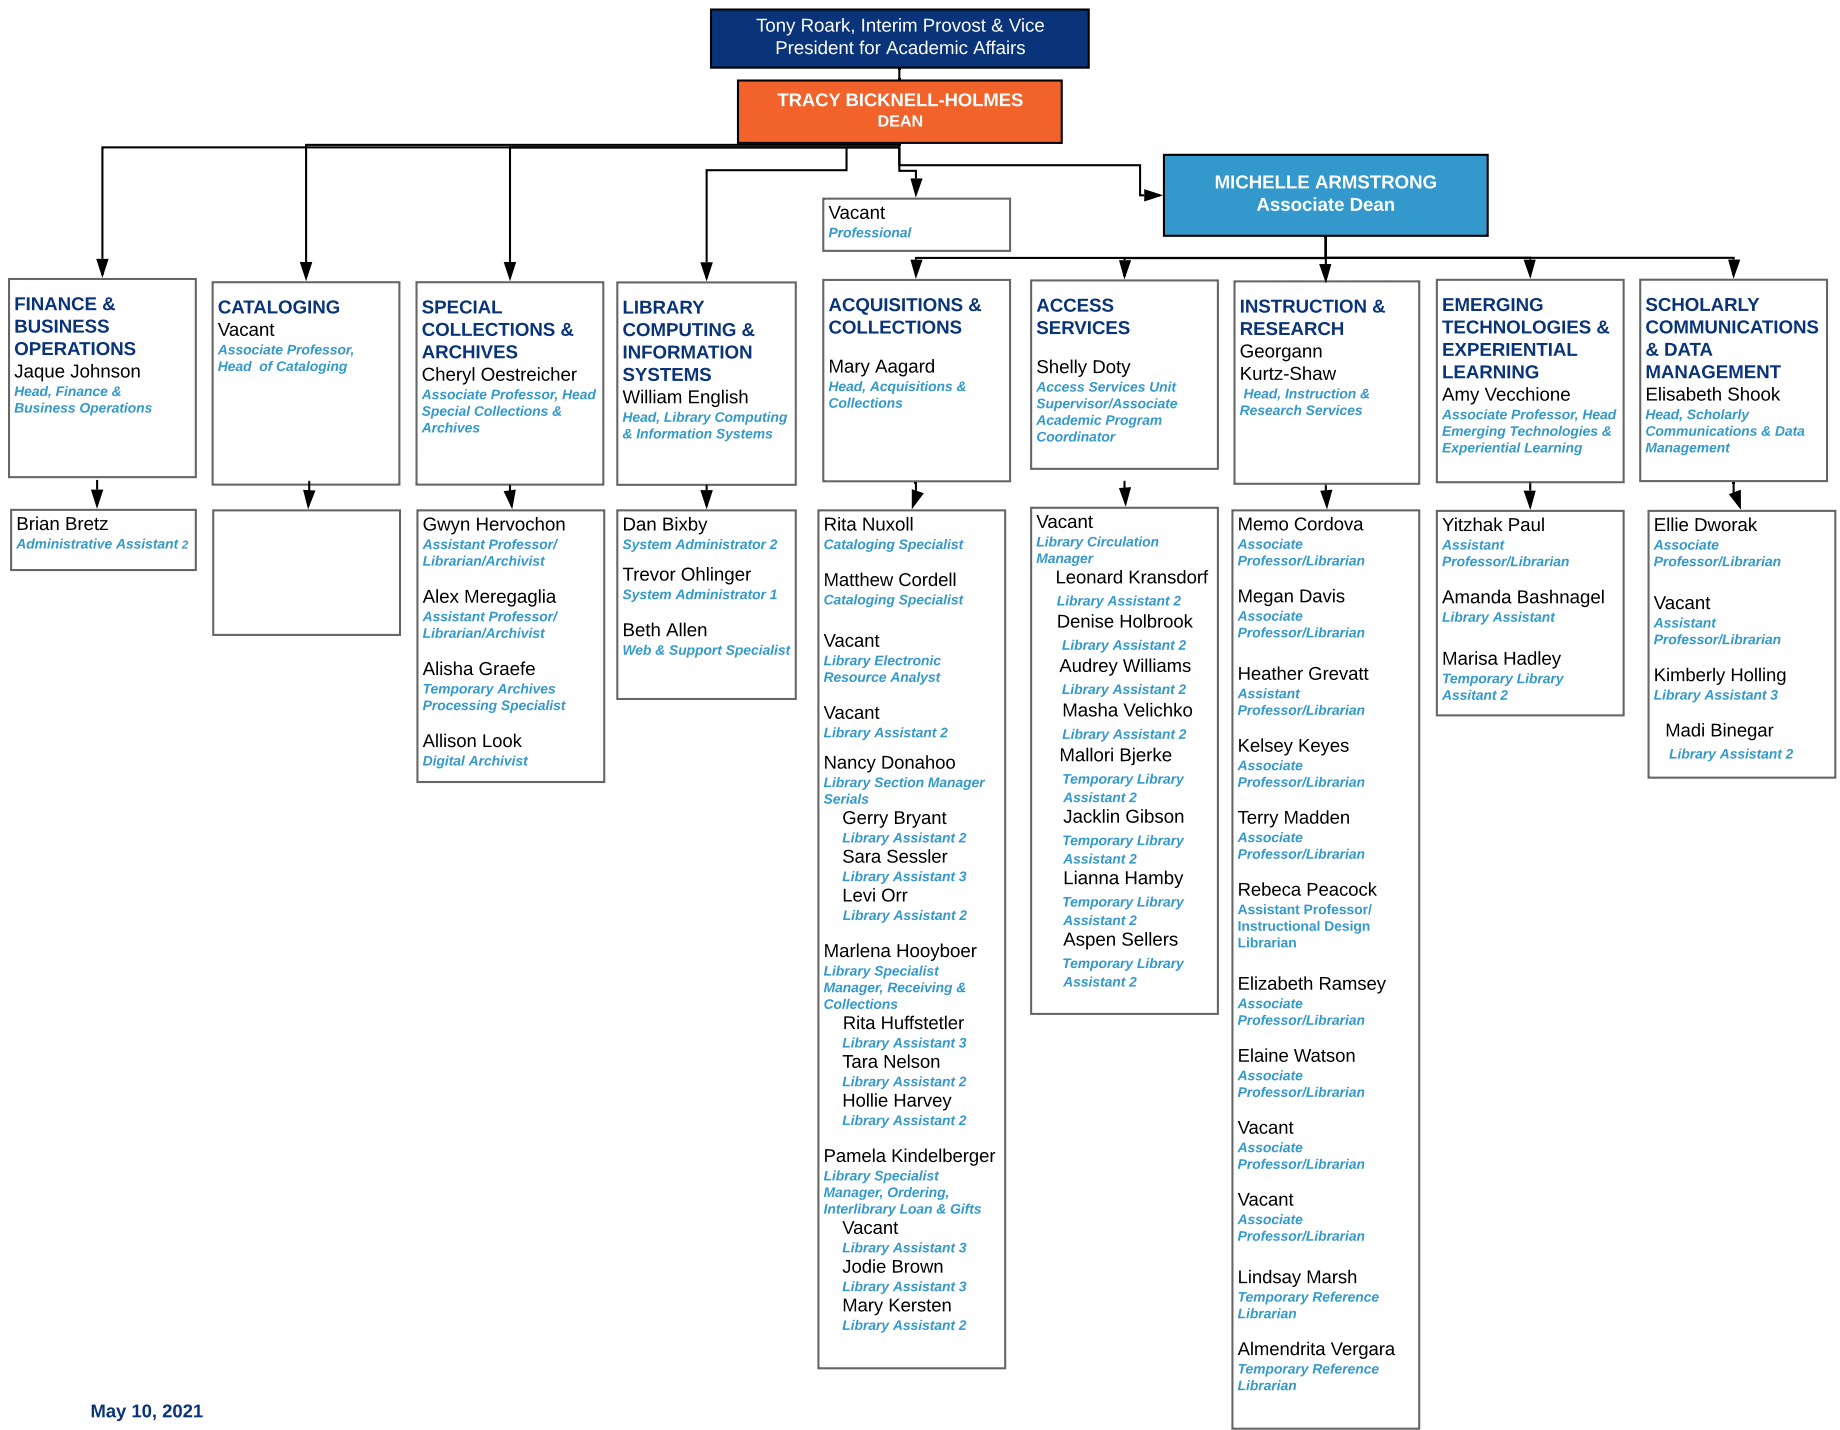 Tony Roark, Interim Provost & Vice
President for Academic Affairs
TRACY BICKNELL-HOLMES
DEAN
MICHELLE ARMSTRONG
Associate Dean
Vacant
Professional
FINANCE &
BUSINESS
OPERATIONS
Jaque Johnson
Head, Finance &
Business Operations
Brian Bretz
Administrative Assistant 2
CATALOGING
Vacant
Associate Professor,
Head  of Cataloging
SPECIAL
COLLECTIONS &
ARCHIVES
Cheryl Oestreicher
Associate Professor, Head
Special Collections &
Archives
Gwyn Hervochon
Assistant Professor/
Librarian/Archivist
Alex Meregaglia
Assistant Professor/
Librarian/Archivist
Alisha Graefe
Temporary Archives
Processing Specialist
Allison Look
Digital Archivist
LIBRARY
COMPUTING &
INFORMATION
SYSTEMS
William English
Head, Library Computing
& Information Systems
Dan Bixby
System Administrator 2
Trevor Ohlinger
System Administrator 1
Beth Allen
Web & Support Specialist
ACQUISITIONS &
COLLECTIONS
Mary Aagard
Head, Acquisitions &
Collections
Rita Nuxoll
Cataloging Specialist
Matthew Cordell
Cataloging Specialist
Vacant
Library Electronic
Resource Analyst
Vacant
Library Assistant 2
Nancy Donahoo
Library Section Manager
Serials
Gerry Bryant
Library Assistant 2
Sara Sessler
Library Assistant 3
Levi Orr
Library Assistant 2
Marlena Hooyboer
Library Specialist
Manager, Receiving &
Collections
Rita Huffstetler
Library Assistant 3
Tara Nelson
Library Assistant 2
Hollie Harvey
Library Assistant 2
Pamela Kindelberger
Library Specialist
Manager, Ordering,
Interlibrary Loan & Gifts
Vacant
Library Assistant 3
Jodie Brown
Library Assistant 3
Mary Kersten
Library Assistant 2
ACCESS
SERVICES
Shelly Doty
Access Services Unit
Supervisor/Associate
Academic Program
Coordinator
Vacant
Library Circulation
Manager
Leonard Kransdorf
Library Assistant 2
Denise Holbrook
Library Assistant 2
Audrey Williams
Library Assistant 2
Masha Velichko
Library Assistant 2
Mallori Bjerke
Temporary Library
Assistant 2
Jacklin Gibson
Temporary Library
Assistant 2
Lianna Hamby
Temporary Library
Assistant 2
Aspen Sellers
Temporary Library
Assistant 2
INSTRUCTION &
RESEARCH
Georgann
Kurtz-Shaw
Head, Instruction &
Research Services
Memo Cordova
Associate
Professor/Librarian
Megan Davis
Associate
Professor/Librarian
Heather Grevatt
Assistant
Professor/Librarian
Kelsey Keyes
Associate
Professor/Librarian
Terry Madden
Associate
Professor/Librarian
Rebeca Peacock
Assistant Professor/
Instructional Design
Librarian
Elizabeth Ramsey
Associate
Professor/Librarian
Elaine Watson
Associate
Professor/Librarian
Vacant
Associate
Professor/Librarian
Vacant
Associate
Professor/Librarian
Lindsay Marsh
Temporary Reference
Librarian
Almendrita Vergara
Temporary Reference
Librarian
EMERGING
TECHNOLOGIES &
EXPERIENTIAL
LEARNING
Amy Vecchione
Associate Professor, Head
Emerging Technologies &
Experiential Learning
Yitzhak Paul
Assistant
Professor/Librarian
Amanda Bashnagel
Library Assistant
Marisa Hadley
Temporary Library
Assitant 2
SCHOLARLY
COMMUNICATIONS
& DATA
MANAGEMENT
Elisabeth Shook
Head, Scholarly
Communications & Data
Management
Ellie Dworak
Associate
Professor/Librarian
Vacant
Assistant
Professor/Librarian
Kimberly Holling
Library Assistant 3
Madi Binegar
Library Assistant 2
May 10, 2021